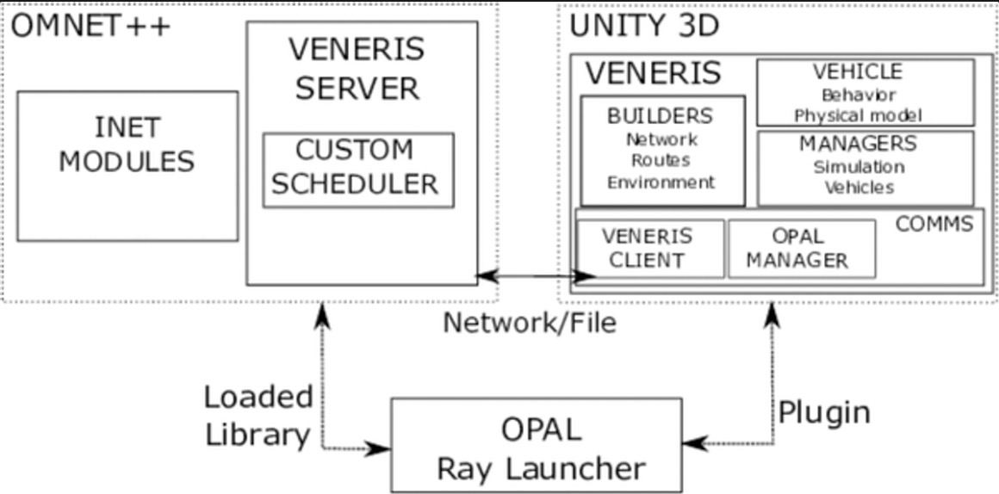 OMNET++
INET
MODULES
VENERIS
SERVER
CUSTOM
SCHEDULER
UNITY 3D
VENERIS
BUILDERS
Network
Routes
Environment
VEHICLE
Behavior
Physical model
MANAGERS
Simulation
Vehicles
COMMS
VENERIS
CLIENT
OPAL
MANAGER
Network/File
Loaded
Library
Plugin
OPAL
Ray Launcher